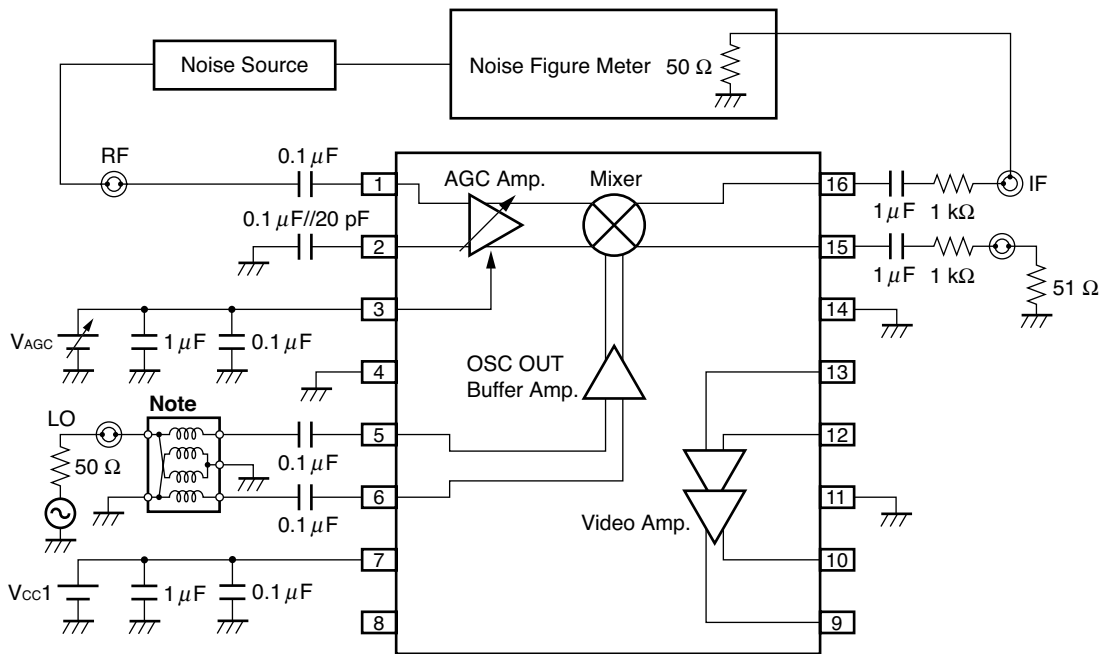 Noise Source
Noise Figure Meter
50 Ω
RF
0.1 μF
1
AGC Amp.
Mixer
16
1 μF
1 kΩ
IF
0.1 μF//20 pF
2
15
1 μF
1 kΩ
51 Ω
VAGC
1 μF
0.1 μF
3
14
4
OSC OUT
Buffer Amp.
13
Note
LO
50 Ω
0.1 μF
5
12
0.1 μF
6
11
Video Amp.
VCC1
1 μF
0.1 μF
7
10
8
9